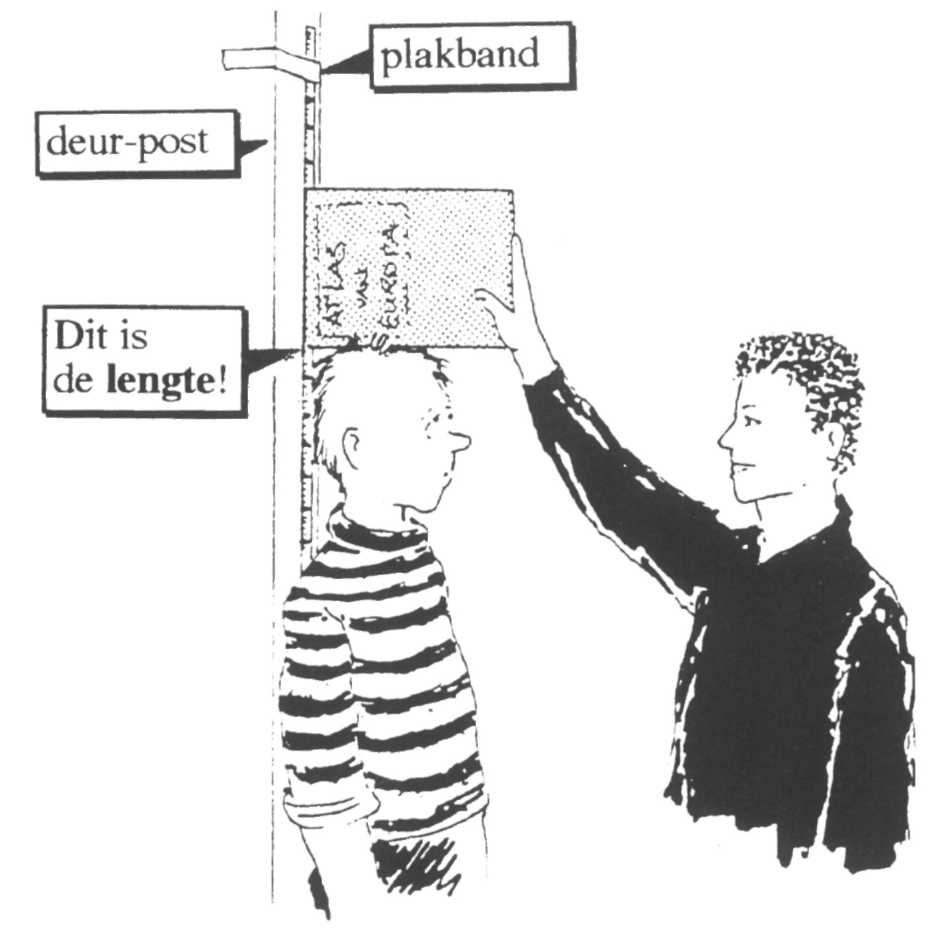 plakband
deur-post
ATLAS
VAN
EUROPA
Dit is
de lengte!